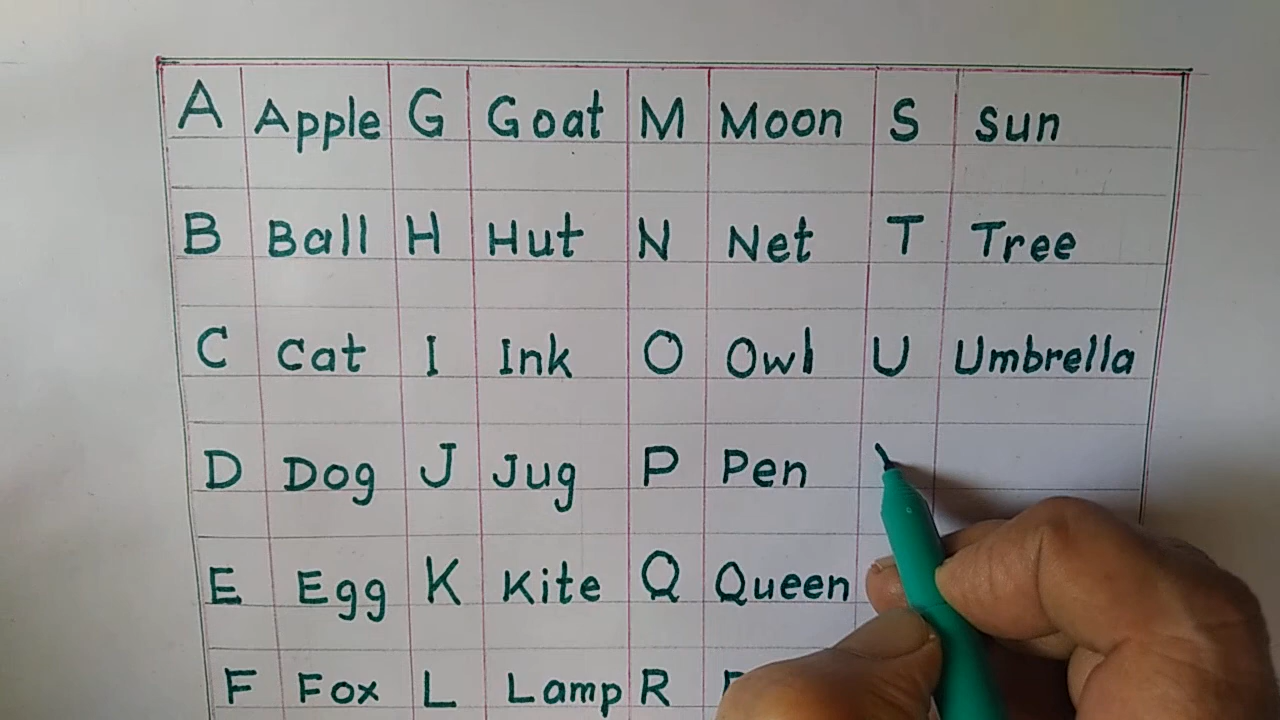 A Apple G Goat M Moon S Sun
B Ball H Hut N Net T Tree
C Cat I Ink O Owl U Umbrella
D Dog J Jug P Pen
E Egg K Kite Q Queen
F Fox L Lamp R